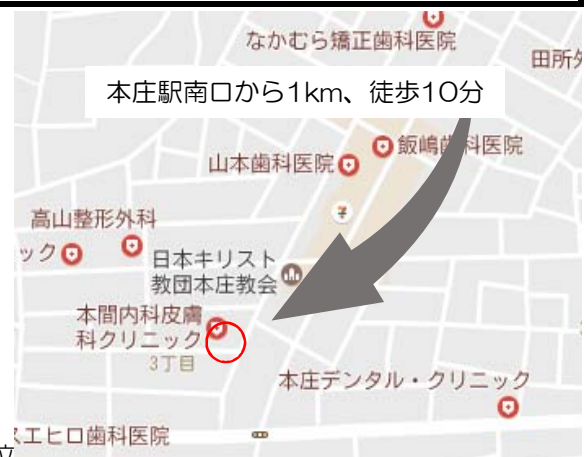 なかむら矯正歯科医院
田所外
本庄駅南口から1km、徒歩10分
飯嶋歯科医院
山本歯科医院
高山整形外科
ック
日本キリスト
教団本庄教会
本間内科皮膚
科クリニック
3丁目
本庄デンタル・クリニック
スエヒロ歯科医院